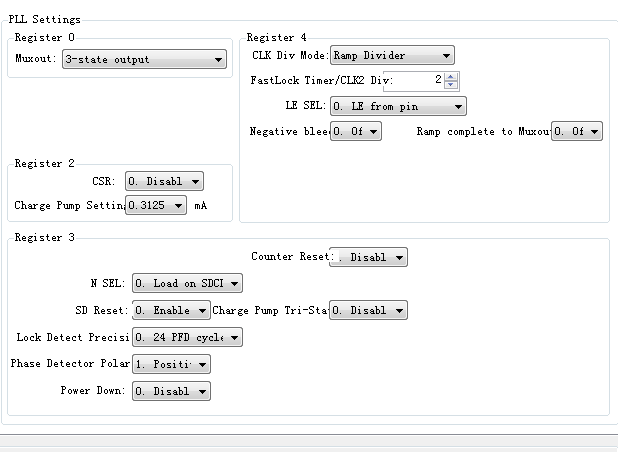 PLL Settings
Register 0
Muxout: 3-state output
Register 4
CLK Div Mode: Ramp Divider
FastLock Timer/CLK2 Div: 2
LE SEL: 0. LE from pin
Negative blee 0. Of
Ramp complete to Muxou 0. Of
Register 2
CSR: 0. Disabl
Charge Pump Settin 0.3125 mA
Register 3
Counter Reset: . Disabl
N SEL: 0. Load on SDCI
SD Reset: 0. Enable
Charge Pump Tri-Sta 0. Disabl
Lock Detect Precisi 0. 24 PFD cycle
Phase Detector Polar 1. Positi
Power Down: 0. Disabl